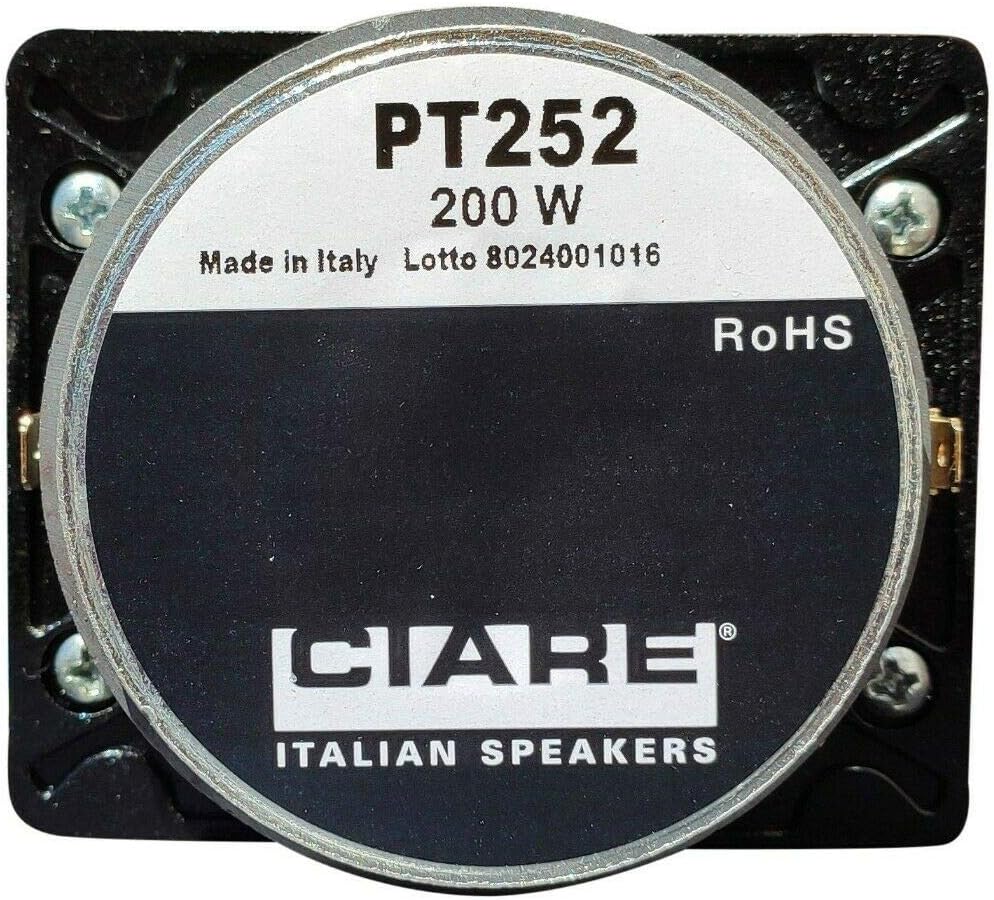 PT252
200 W
Made in Italy Lotto 8024001016
RoHS
CIARE®
ITALIAN SPEAKERS